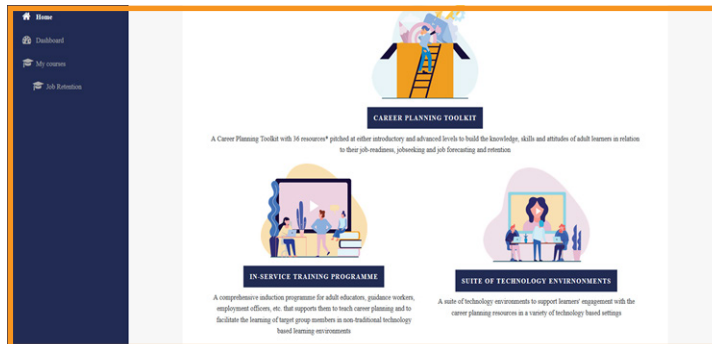 Home
Dashboard
My courses
Job Retention
CAREER PLANNING TOOLKIT
A Career Planning Toolkit with 36 resources* pitched at either introductory and advanced levels to build the knowledge, skills and attitudes of adult learners in relation
to their job-readiness, jobseeking and job forecasting and retention
IN-SERVICE TRAINING PROGRAMME
A comprehensive induction programme for adult educators, guidance workers,
employment officers, etc. that supports them to teach career planning and to
facilitate the learning of target group members in non-traditional technology
based learning environments
SUITE OF TECHNOLOGY ENVIRNONMENTS
A suite of technology environments to support learners' engagement with the
career planning resources in a variety of technology based settings